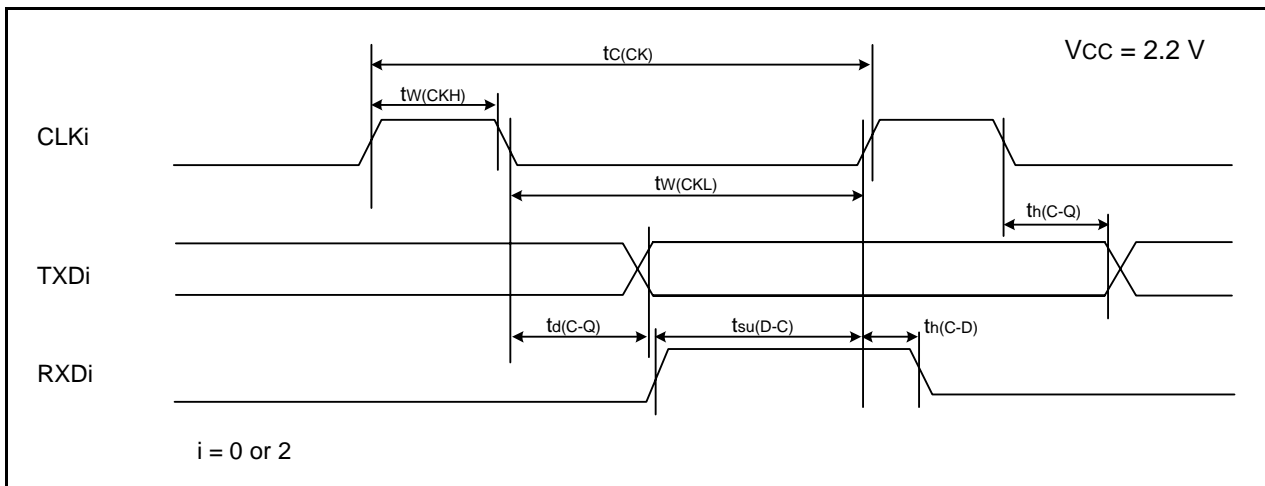 tC(CK)
VCC = 2.2 V
tW(CKH)
CLKi
tW(CKL)
th(C-Q)
TXDi
td(C-Q)
tsu(D-C)
th(C-D)
RXDi
i = 0 or 2